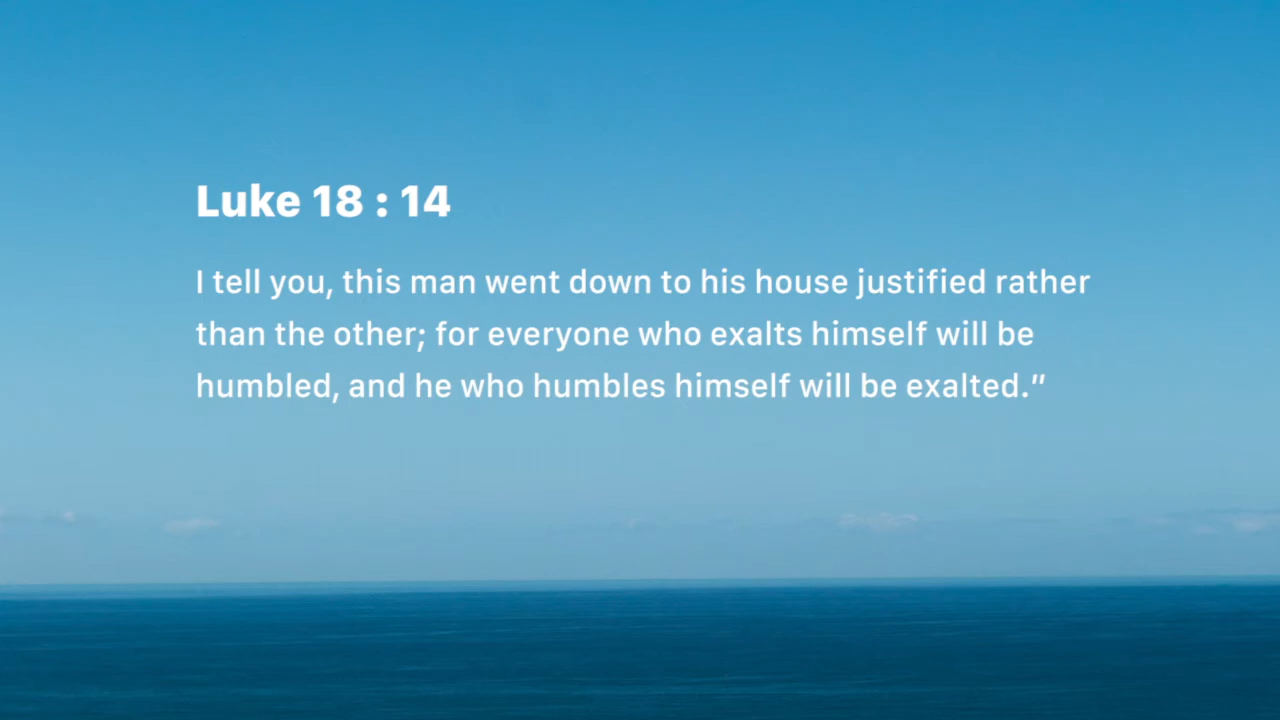 Luke 18 : 14
I tell you, this man went down to his house justified rather
than the other; for everyone who exalts himself will be
humbled, and he who humbles himself will be exalted.”